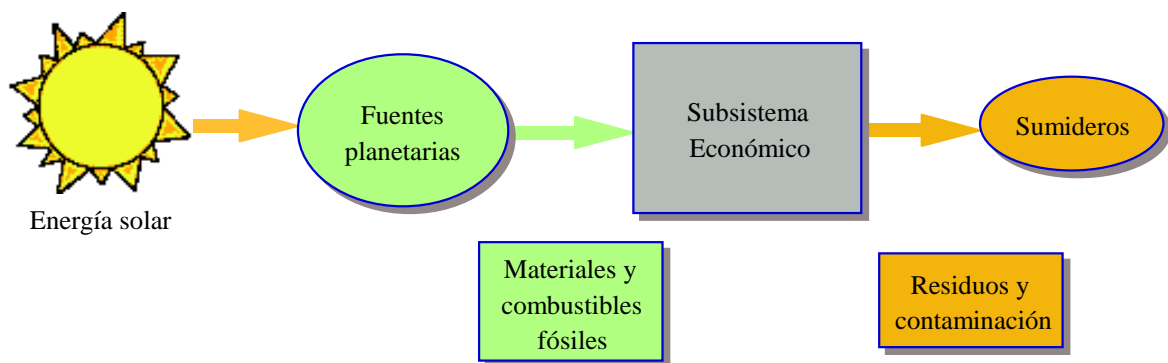 Energía solar
Fuentes
planetarias
Subsistema
Económico
Sumideros
Materiales y
combustibles
fósiles
Residuos y
contaminación